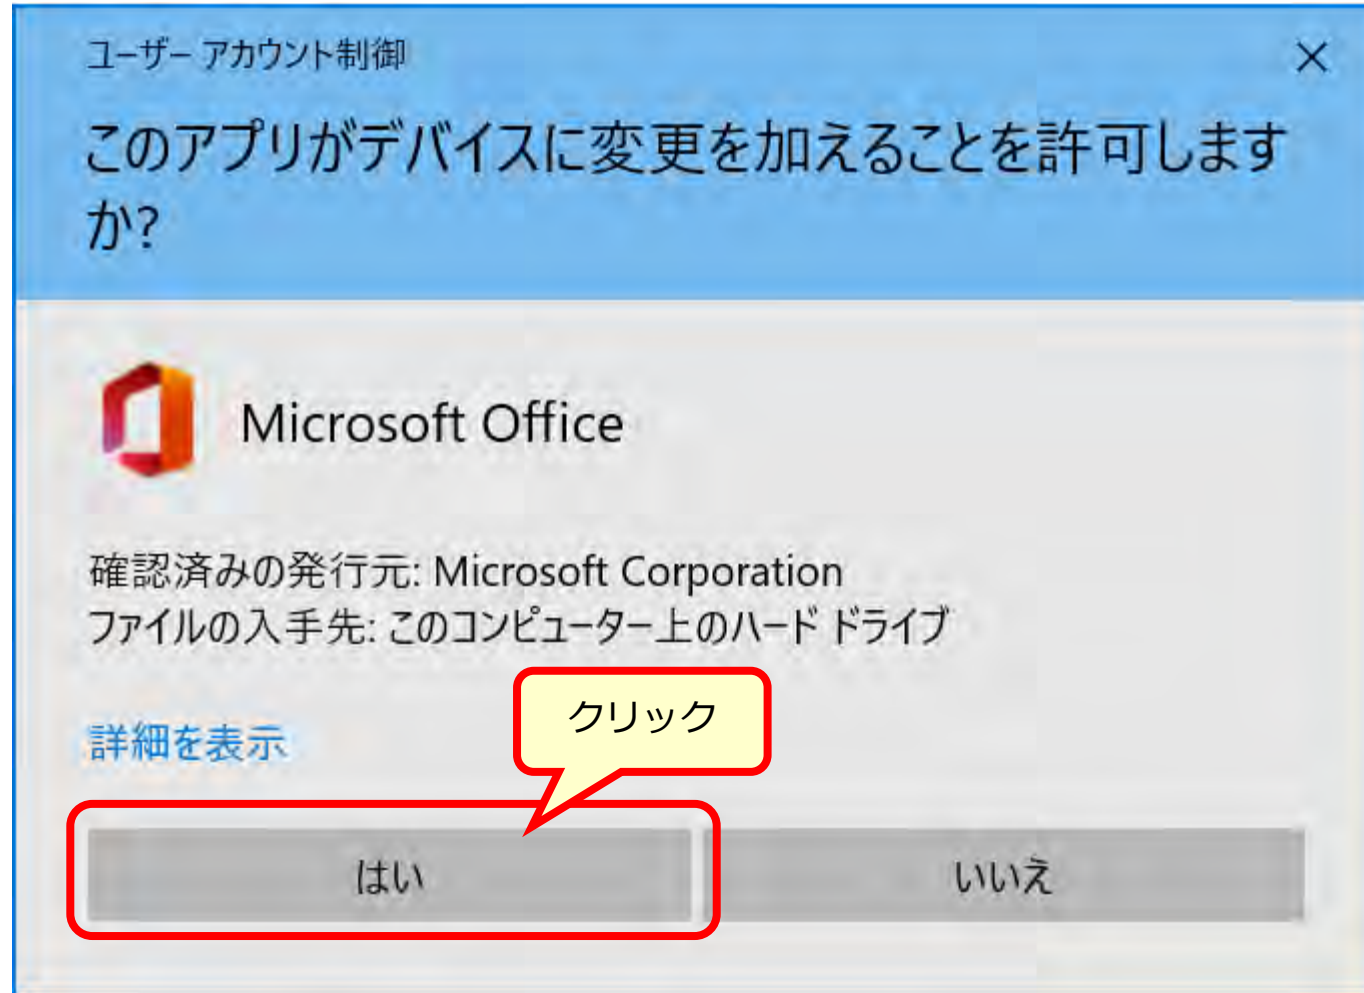 ユーザー アカウント制御
このアプリがデバイスに変更を加えることを許可します
か?
Microsoft Office
確認済みの発行元: Microsoft Corporation
ファイルの入手先: このコンピューター上のハード ドライブ
クリック
詳細を表示
はい
いいえ